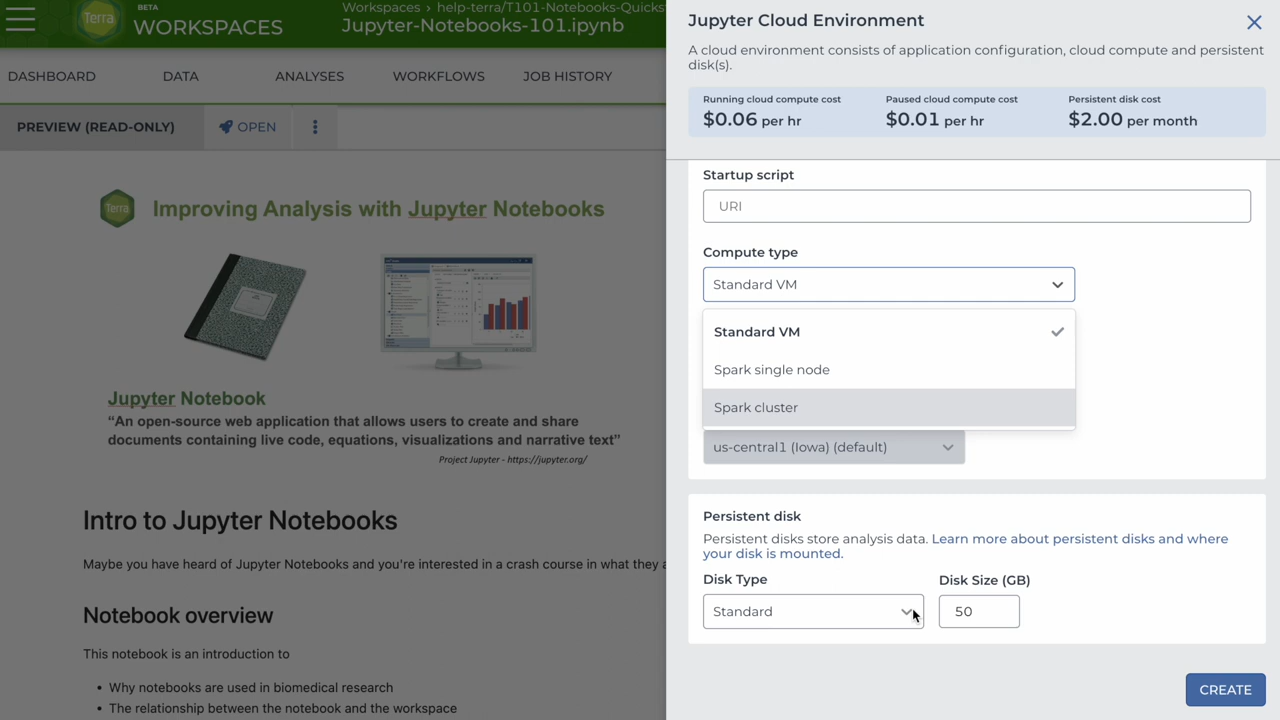 Terra
BETA
WORKSPACES
Workspaces › help-terra/T101-Notebooks-Quicks
Jupyter-Notebooks-101.ipynb
DASHBOARD
DATA
ANALYSES
WORKFLOWS
JOB HISTORY
PREVIEW (READ-ONLY)
OPEN
Terra
Improving Analysis with Jupyter Notebooks
Jupyter Notebook
“An open-source web application that allows users to create and share
documents containing live code, equations, visualizations and narrative text”
Project Jupyter - https://jupyter.org/
Intro to Jupyter Notebooks
Maybe you have heard of Jupyter Notebooks and you're interested in a crash course in what they a
Notebook overview
This notebook is an introduction to
• Why notebooks are used in biomedical research
• The relationship between the notebook and the workspace
Jupyter Cloud Environment
A cloud environment consists of application configuration, cloud compute and persistent
disk(s).
Running cloud compute cost
$0.06 per hr
Paused cloud compute cost
$0.01 per hr
Persistent disk cost
$2.00 per month
Startup script
URI
Compute type
Standard VM
Standard VM
Spark single node
Spark cluster
us-central1 (Iowa) (default)
Persistent disk
Persistent disks store analysis data. Learn more about persistent disks and where
your disk is mounted.
Disk Type
Standard
Disk Size (GB)
50
CREATE